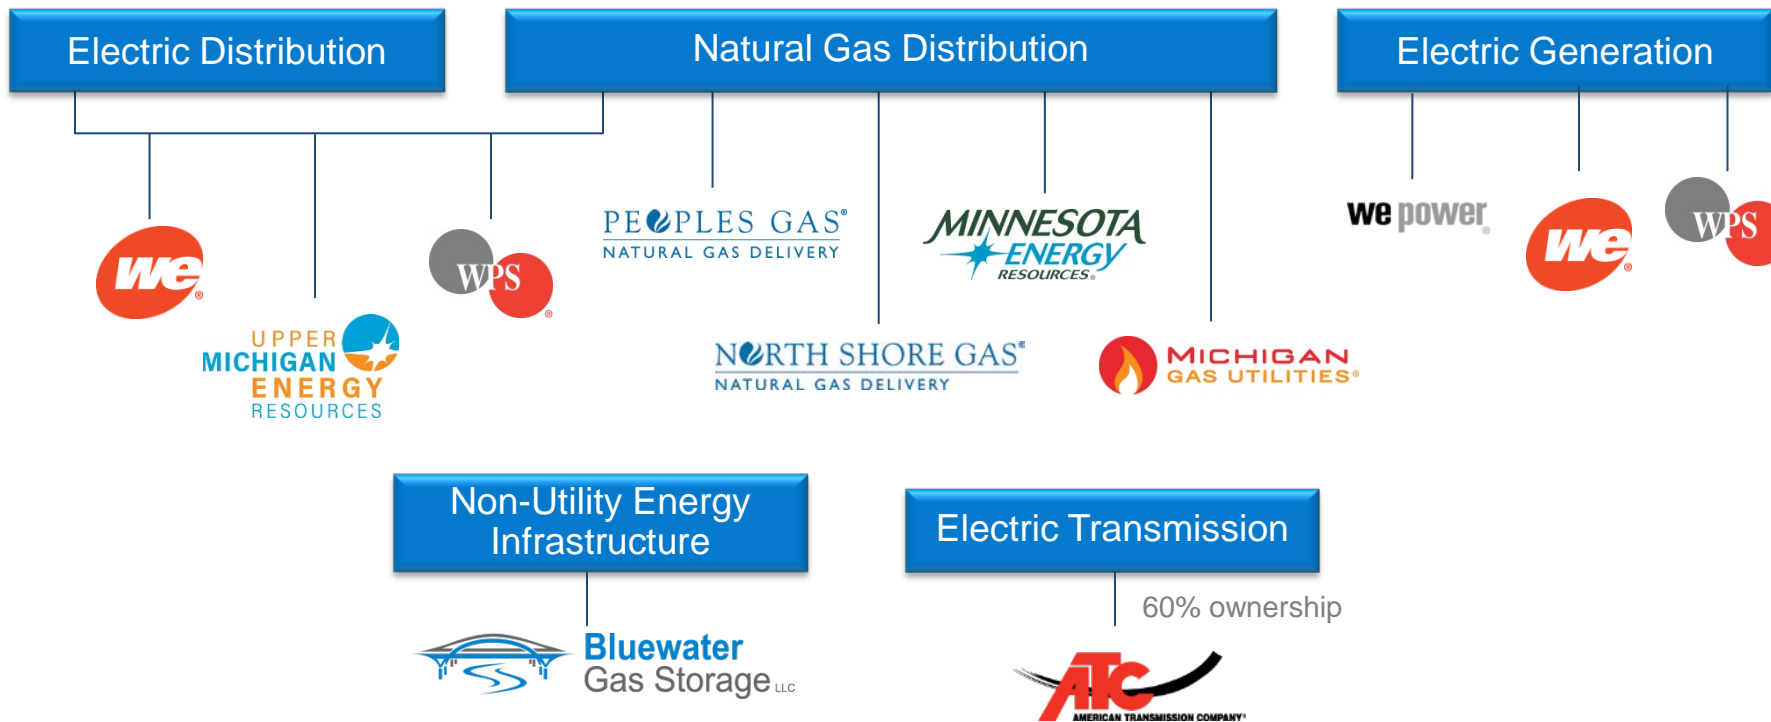 Electric Distribution
Natural Gas Distribution
Electric Generation
we®
UPPER
MICHIGAN
ENERGY
RESOURCES
WPS®
PEOPLES GAS®
NATURAL GAS DELIVERY
NORTH SHORE GAS®
NATURAL GAS DELIVERY
MINNESOTA
ENERGY
RESOURCES®
MICHIGAN
GAS UTILITIES®
we power®
we®
WPS
Non-Utility Energy
Infrastructure
Bluewater
Gas Storage LLC
Electric Transmission
60% ownership
ATC
AMERICAN TRANSMISSION COMPANY®